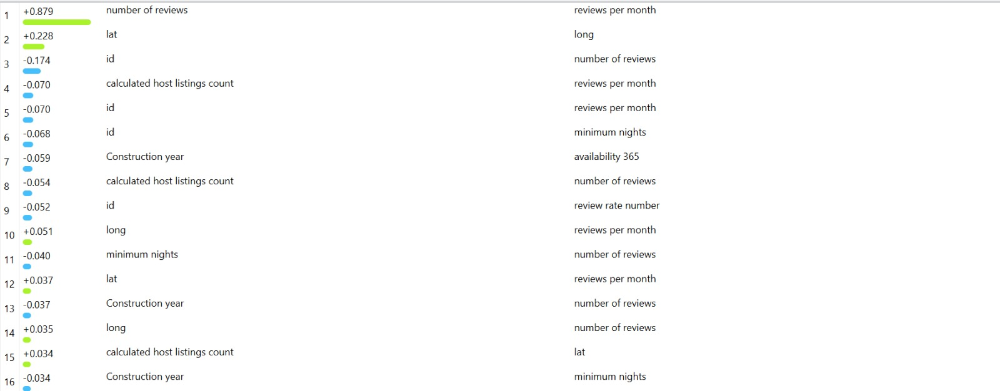 1 +0.879 number of reviews reviews per month
2 +0.228 lat long
3 -0.174 id number of reviews
4 -0.070 calculated host listings count reviews per month
5 -0.070 id reviews per month
6 -0.068 id minimum nights
7 -0.059 Construction year availability 365
8 -0.054 calculated host listings count number of reviews
9 -0.052 id review rate number
10 +0.051 long reviews per month
11 -0.040 minimum nights number of reviews
12 +0.037 lat reviews per month
13 -0.037 Construction year number of reviews
14 +0.035 long number of reviews
15 +0.034 calculated host listings count lat
16 -0.034 Construction year minimum nights